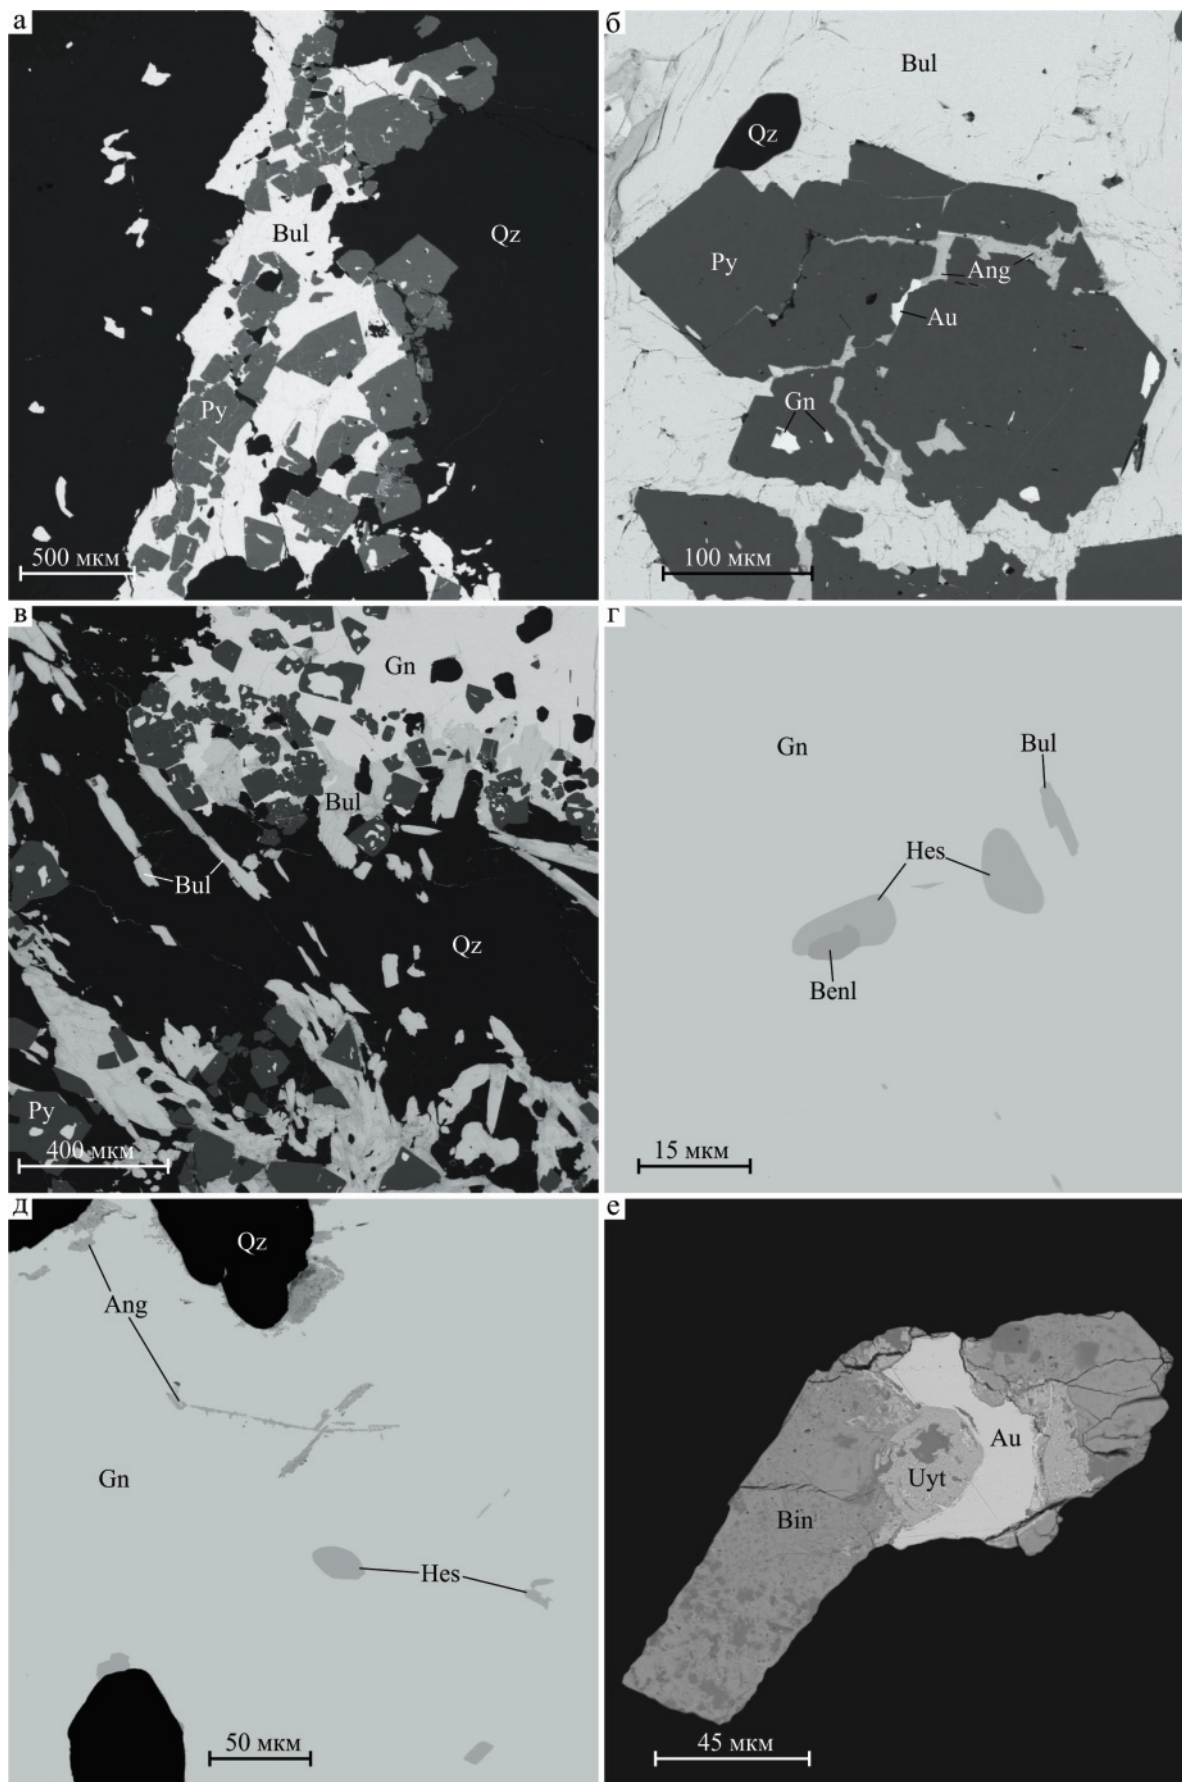 а
Bul
Qz
Py
500 мкм
б
Bul
Qz
Py
Ang
Au
Gn
100 мкм
в
Gn
Bul
Bul
Qz
Py
400 мкм
г
Gn
Bul
Hes
Benl
15 мкм
д
Qz
Ang
Gn
Hes
50 мкм
е
Au
Uyt
Bin
45 мкм